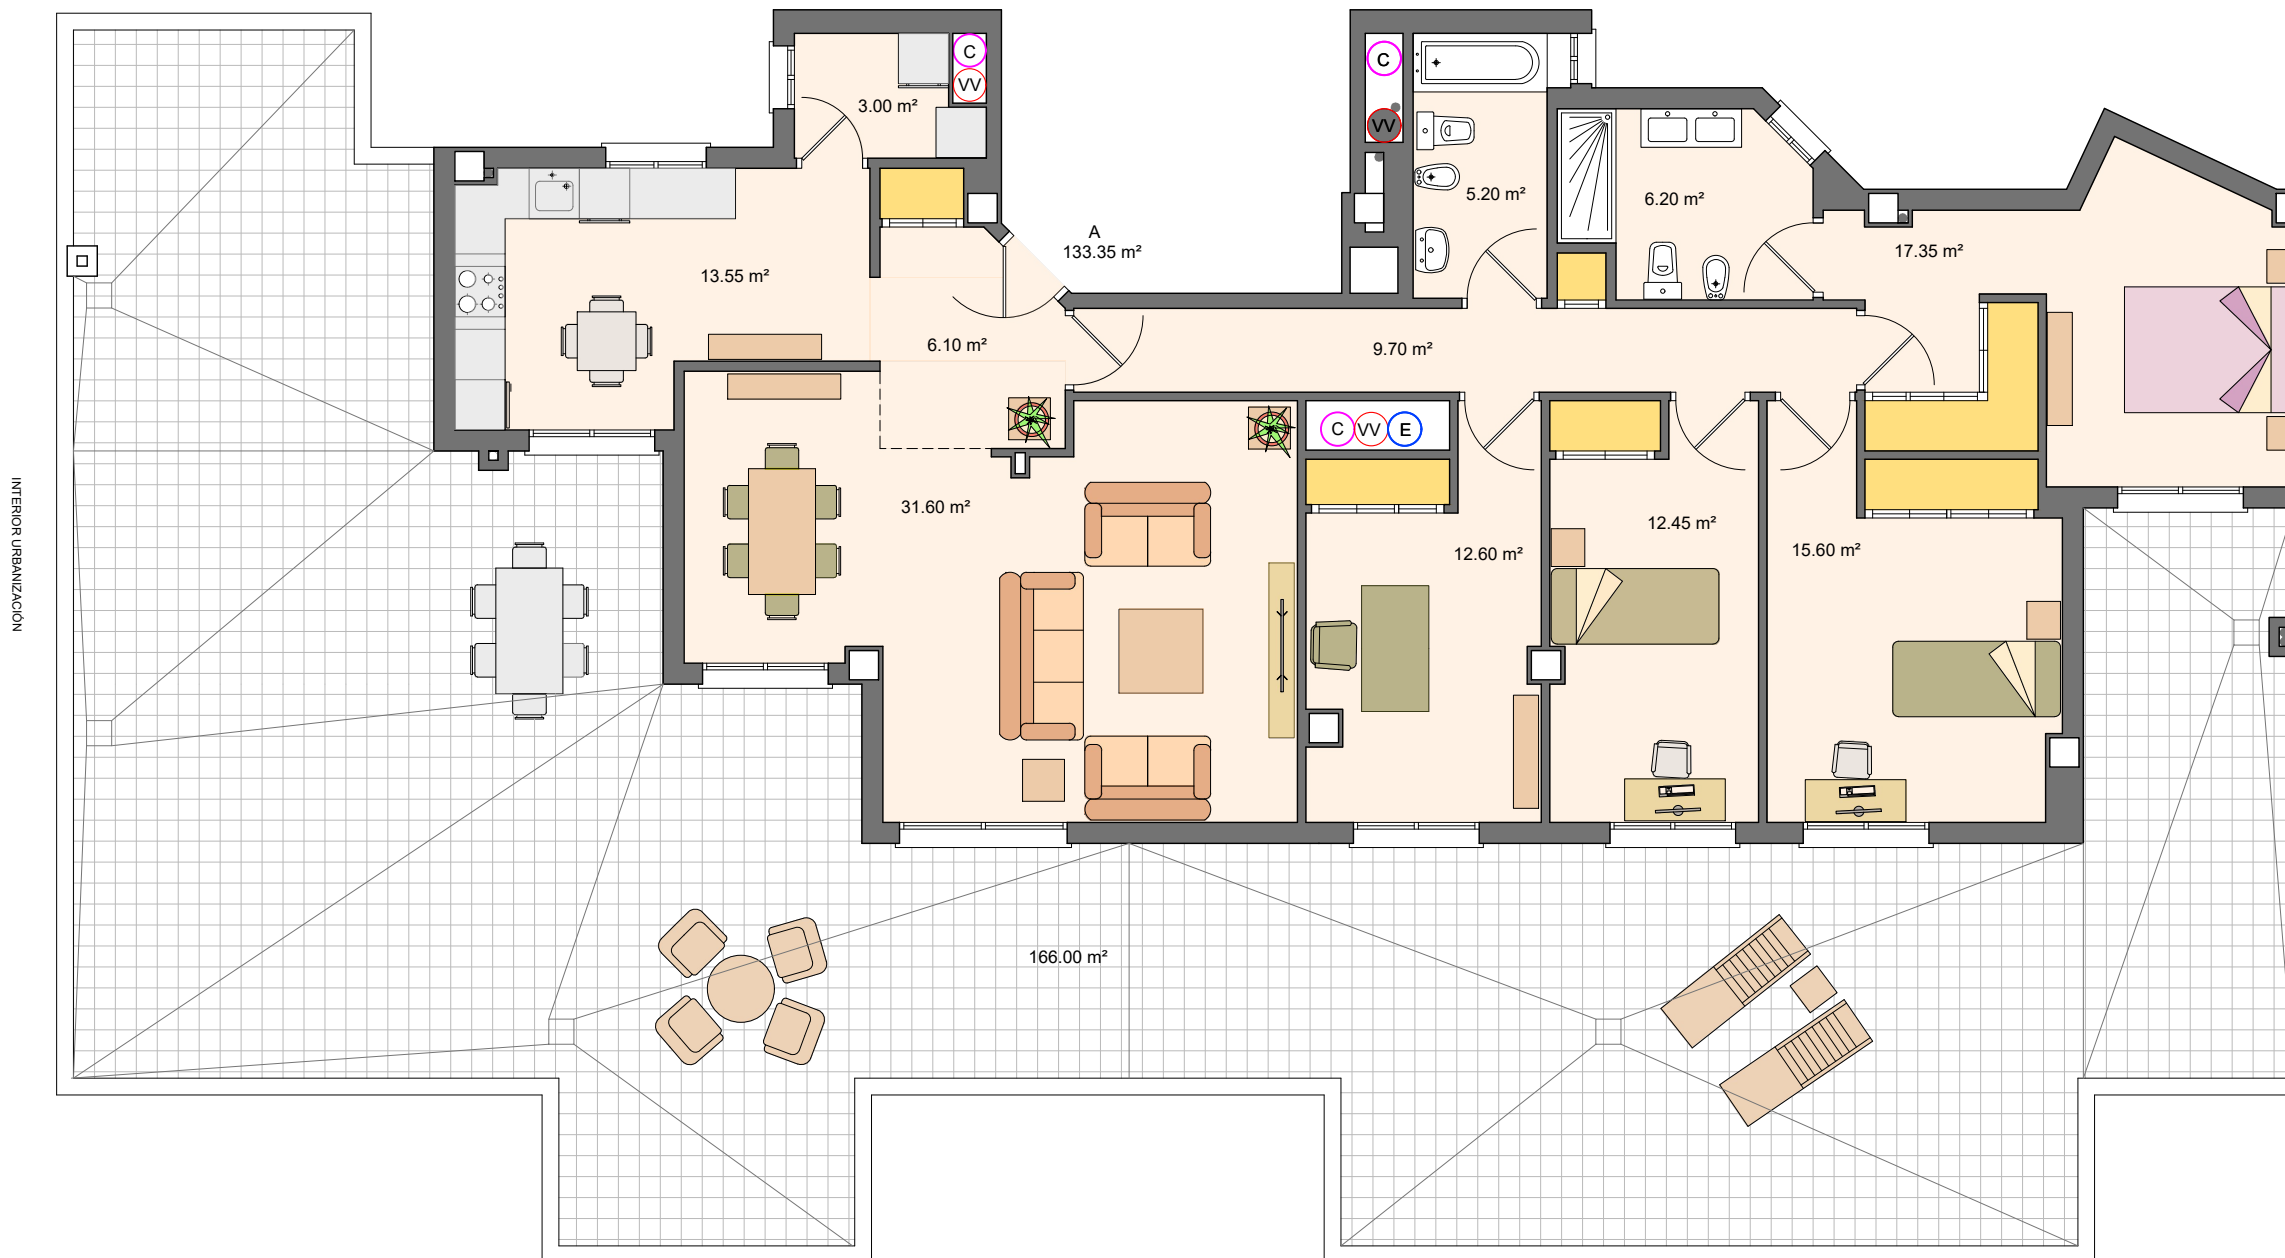 C
VV
3.00 m²
C
VV
5.20 m²
6.20 m²
A
133.35 m²
17.35 m²
13.55 m²
6.10 m²
9.70 m²
C VV E
31.60 m²
12.60 m²
12.45 m²
15.60 m²
INTERIOR URBANIZACIÓN
166.00 m²